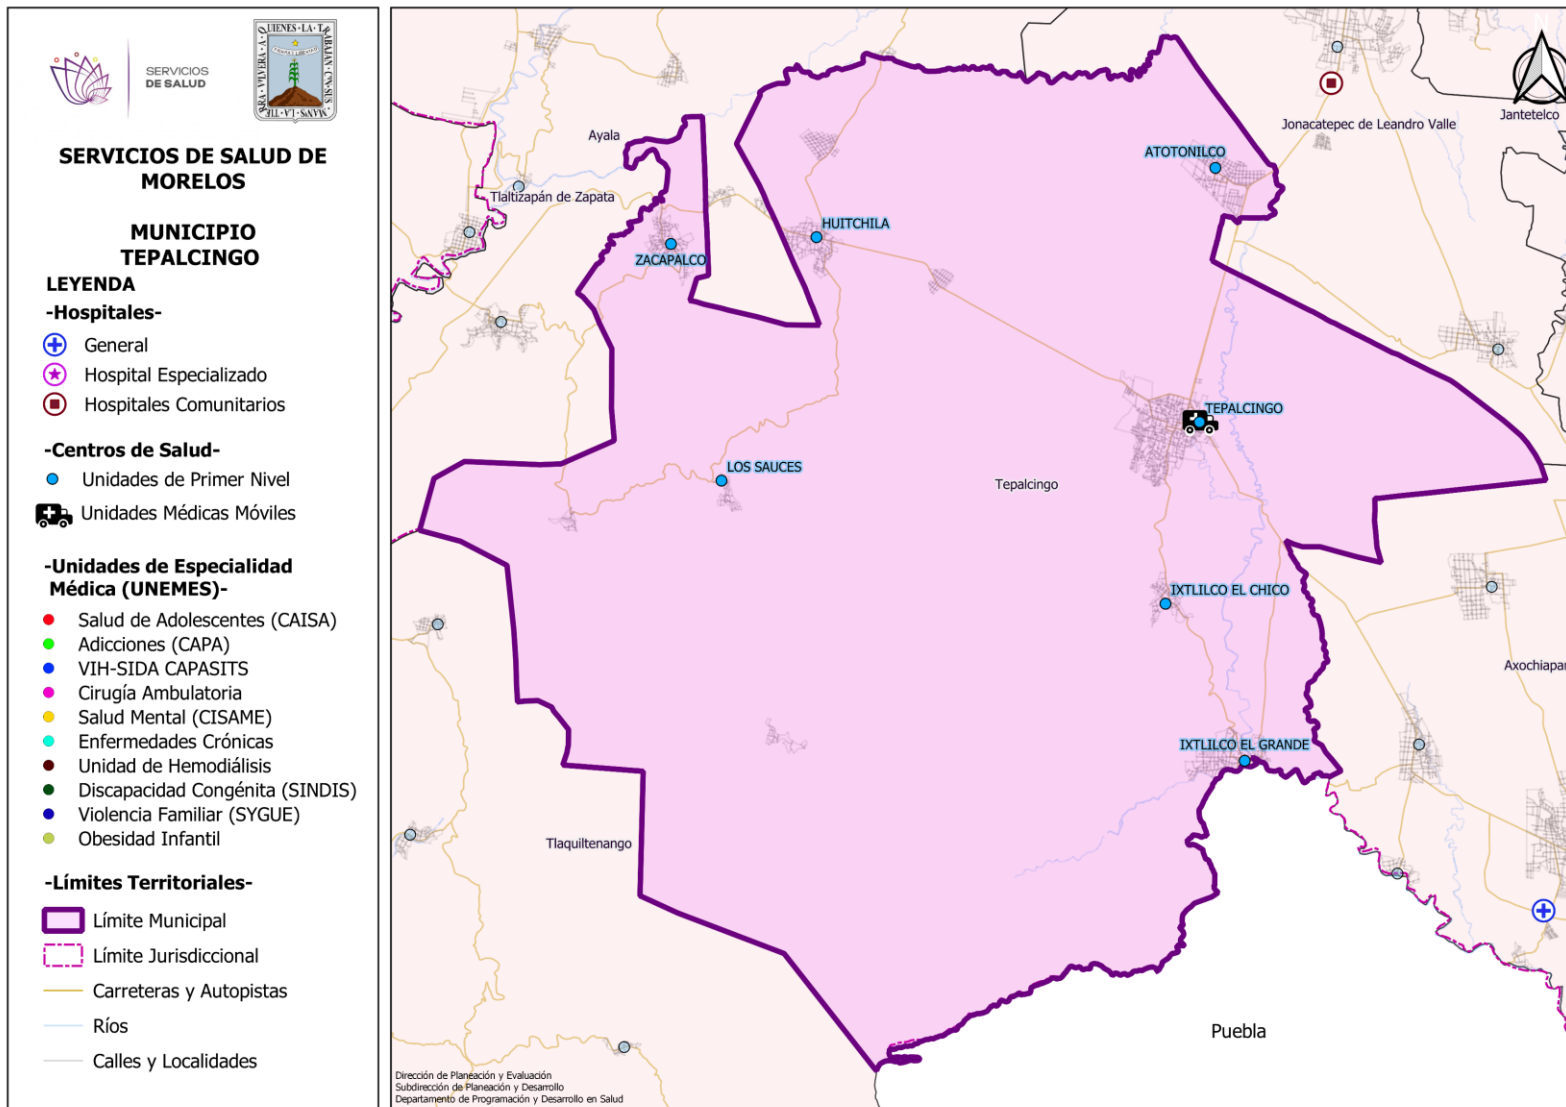 SERVICIOS
DE SALUD
SERVICIOS DE SALUD DE
MORELOS
MUNICIPIO
TEPALCINGO
LEYENDA
-Hospitales-
General
Hospital Especializado
Hospitales Comunitarios
-Centros de Salud-
Unidades de Primer Nivel
Unidades Médicas Móviles
-Unidades de Especialidad
Médica (UNEMES)-
Salud de Adolescentes (CAISA)
Adicciones (CAPA)
VIH-SIDA CAPASITS
Cirugía Ambulatoria
Salud Mental (CISAME)
Enfermedades Crónicas
Unidad de Hemodiálisis
Discapacidad Congénita (SINDIS)
Violencia Familiar (SYGUE)
Obesidad Infantil
-Límites Territoriales-
Límite Municipal
Límite Jurisdiccional
Carreteras y Autopistas
Ríos
Calles y Localidades
N
Jantetelco
Jonacatepec de Leandro Valle
Ayala
ATOTONILCO
Tlaltizapán de Zapata
HUITCHILA
ZACAPALCO
TEPALCINGO
LOS SAUCES
Tepalcingo
IXTLILCO EL CHICO
Axochiapan
IXTLILCO EL GRANDE
Tlaquiltenango
Puebla
Dirección de Planeación y Evaluación
Subdirección de Planeación y Desarrollo
Departamento de Programación y Desarrollo en Salud